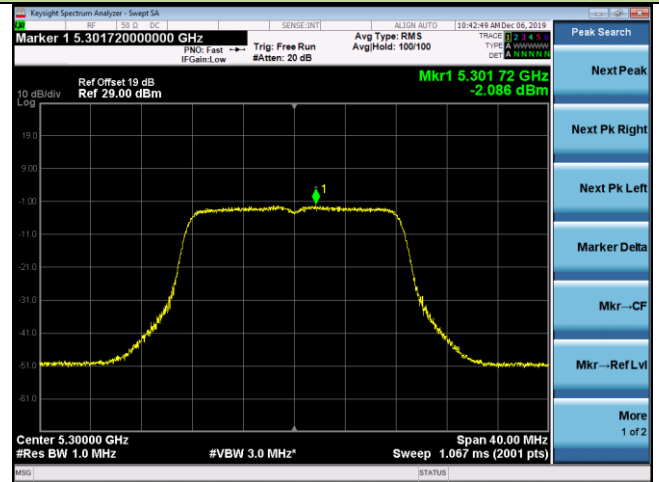 Keysight Spectrum Analyzer - Swept SA
RF 50 Ω DC SENSE:INT ALIGN AUTO 10:42:49 AM Dec 06, 2019
Marker 1 5.301720000000 GHz
PNO: Fast
IFGain:Low
Trig: Free Run
#Atten: 20 dB
Avg Type: RMS
Avg|Hold: 100/100
TRACE 1 2 3 4 5 6
TYPE A WWWWW
DET A NNNNN
Ref Offset 19 dB
10 dB/div Ref 29.00 dBm
Log
Mkr1 5.301 72 GHz
-2.086 dBm
19.0
9.00
-1.00
-11.0
-21.0
-31.0
-41.0
-51.0
-61.0
1
Center 5.30000 GHz Span 40.00 MHz
#Res BW 1.0 MHz #VBW 3.0 MHz* Sweep 1.067 ms (2001 pts)
MSG STATUS
Peak Search
Next Peak
Next Pk Right
Next Pk Left
Marker Delta
Mkr→CF
Mkr→Ref Lvl
More
1 of 2